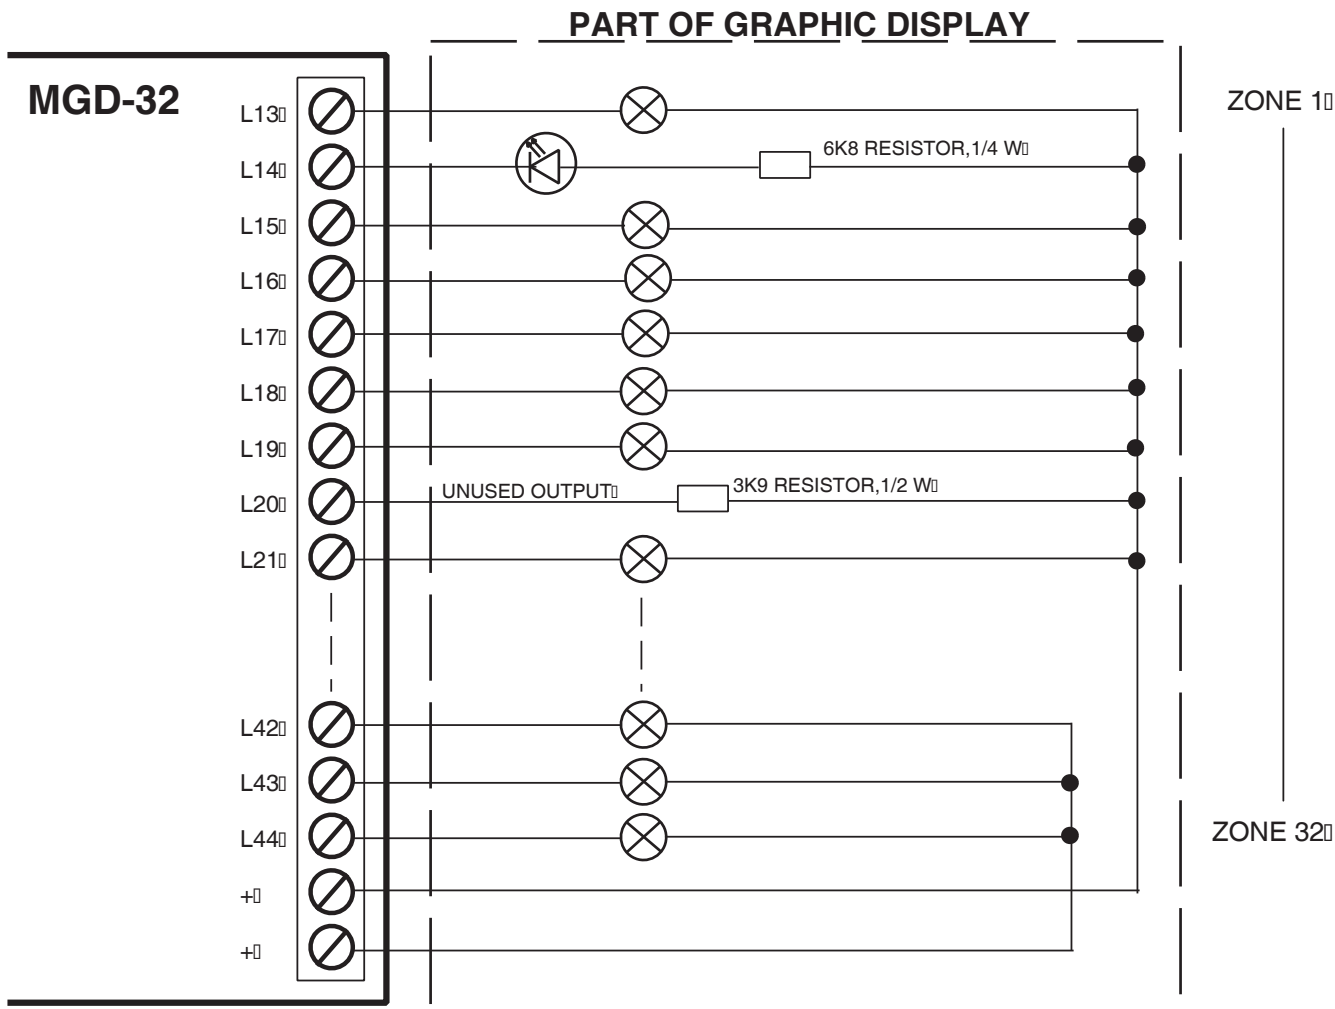 PART OF GRAPHIC DISPLAY
MGD-32
ZONE 1
L13
6K8 RESISTOR,1/4 W
L14
L15
L16
L17
L18
L19
UNUSED OUTPUT
3K9 RESISTOR,1/2 W
L20
L21
L42
L43
L44
ZONE 32
+
+